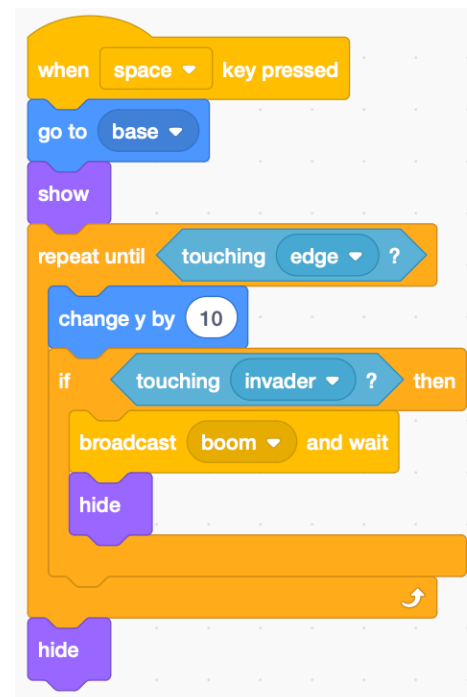 when space key pressed
go to base
show
repeat until touching edge ?
change y by 10
if touching invader ? then
broadcast boom and wait
hide
hide